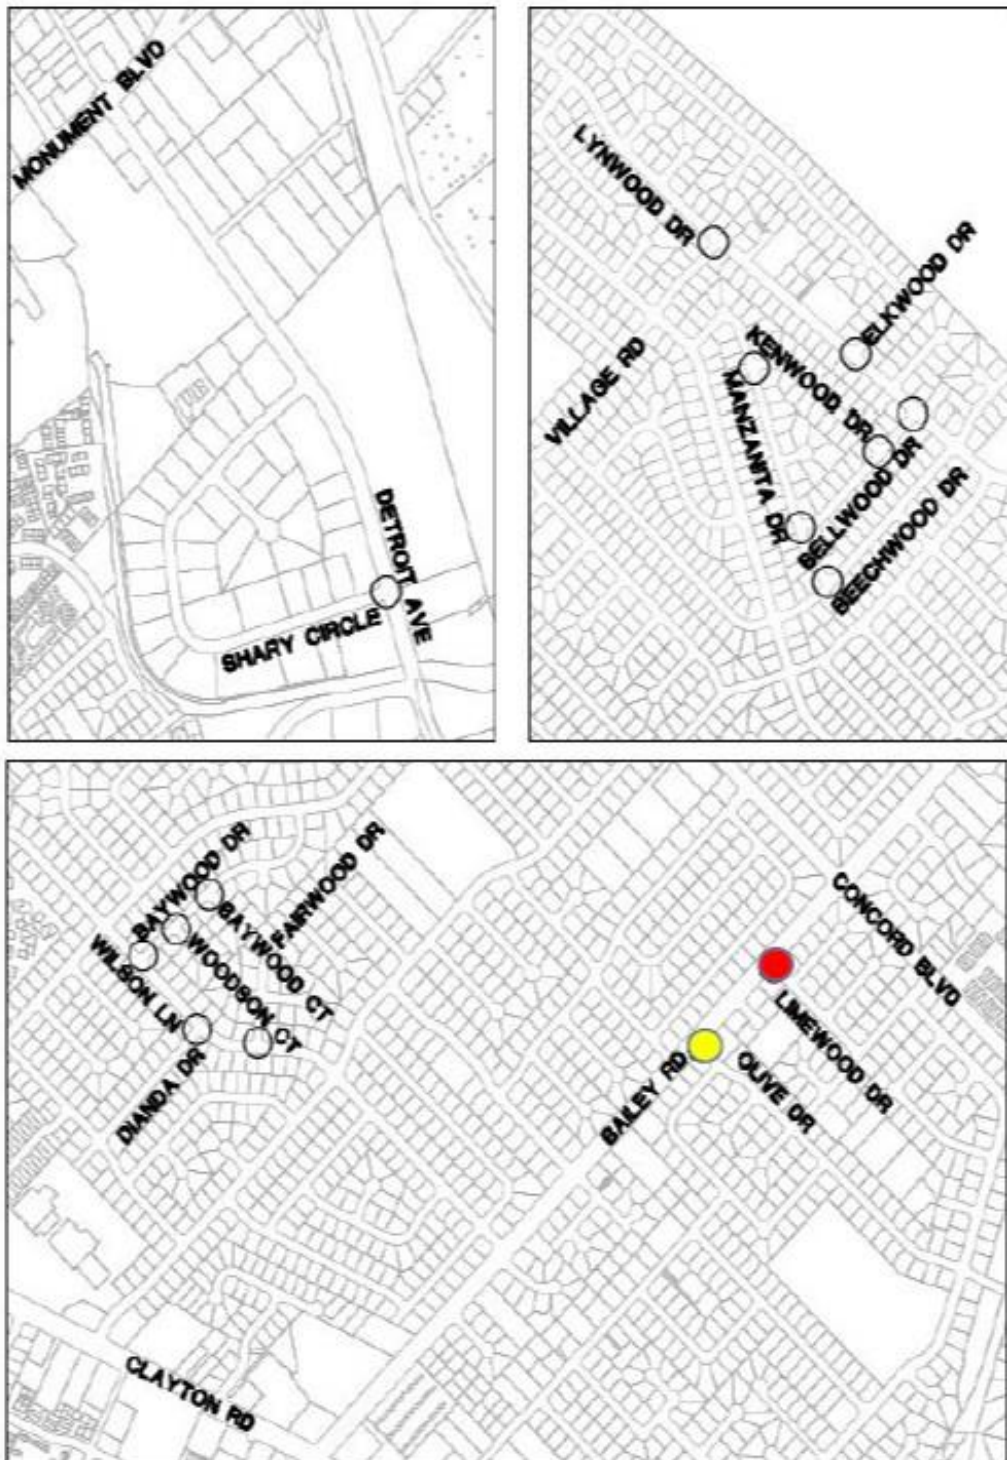 MONUMENT BLVD
DETROIT AVE
SHARY CIRCLE
LYNWOOD DR
ELKWOOD DR
KENWOOD DR
VILLAGE RD
MANZANITA DR
BELLWOOD DR
BEECHWOOD DR
BAYWOOD DR
FAIRWOOD DR
BAYWOOD CT
WOODSON CT
WILSON LN
DIANDA DR
CONCORD BLVD
LIMEWOOD DR
OLIVE DR
BAILEY RD
CLAYTON RD